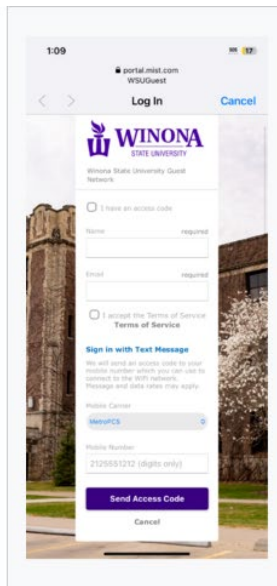 1:09
17
portal.mist.com
WSUGuest
Log In
Cancel
WINONA
STATE UNIVERSITY
Winona State University Guest
Network
I have an access code
Name
required
Email
required
I accept the Terms of Service
Terms of Service
Sign in with Text Message
We will send an access code to your
mobile number which you can use to
connect to the WiFi network.
Message and data rates may apply.
Mobile Carrier
MetroPCS
Mobile Number
2125551212 (digits only)
Send Access Code
Cancel